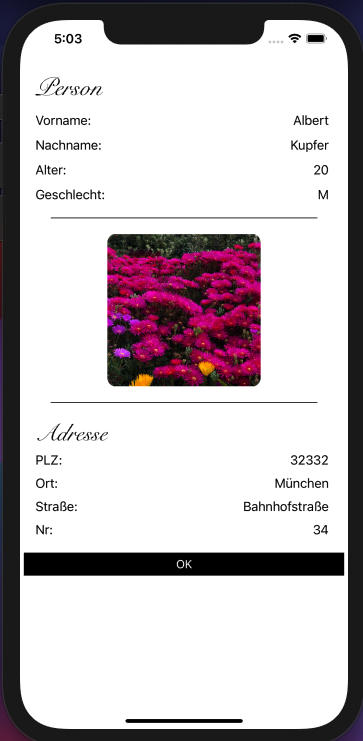 5:03
Person
Vorname: Albert
Nachname: Kupfer
Alter: 20
Geschlecht: M
Adresse
PLZ: 32332
Ort: München
Straße: Bahnhofstraße
Nr: 34
OK